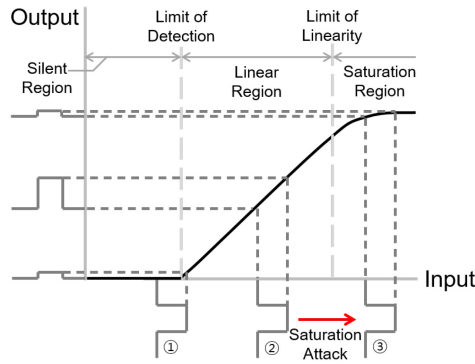 Output
Limit of
Detection
Limit of
Linearity
Silent
Region
Linear
Region
Saturation
Region
Input
①
②
Saturation
Attack
③